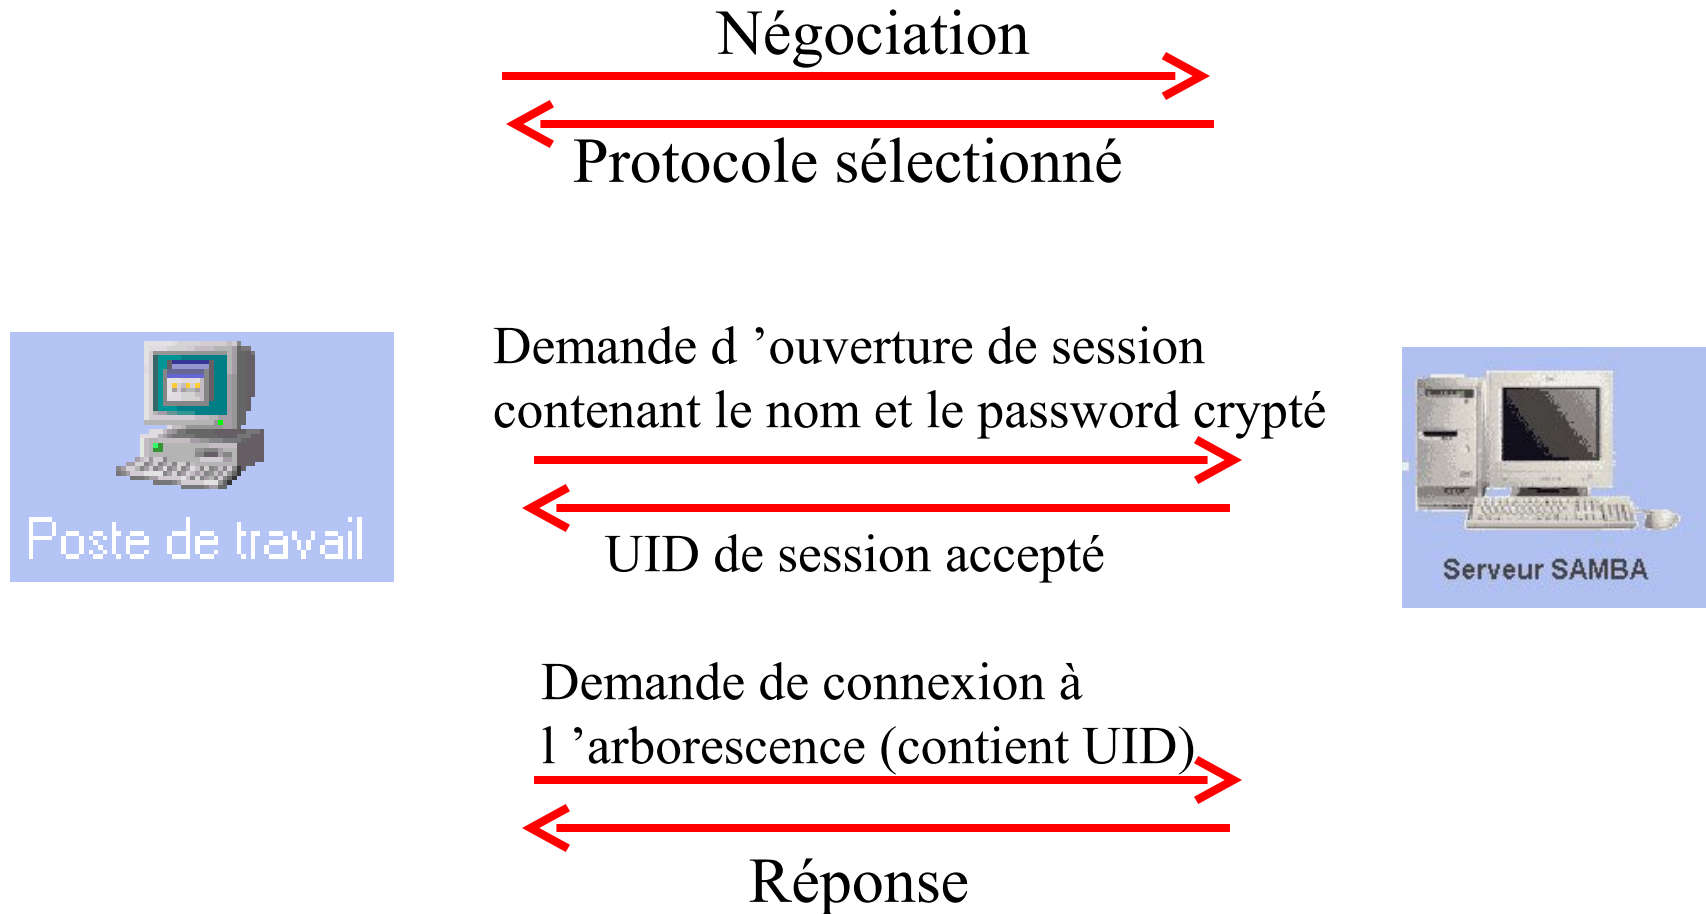 Négociation
Protocole sélectionné
Demande d ’ouverture de session
contenant le nom et le password crypté
Poste de travail
UID de session accepté
Serveur SAMBA
Demande de connexion à
l ’arborescence (contient UID)
Réponse